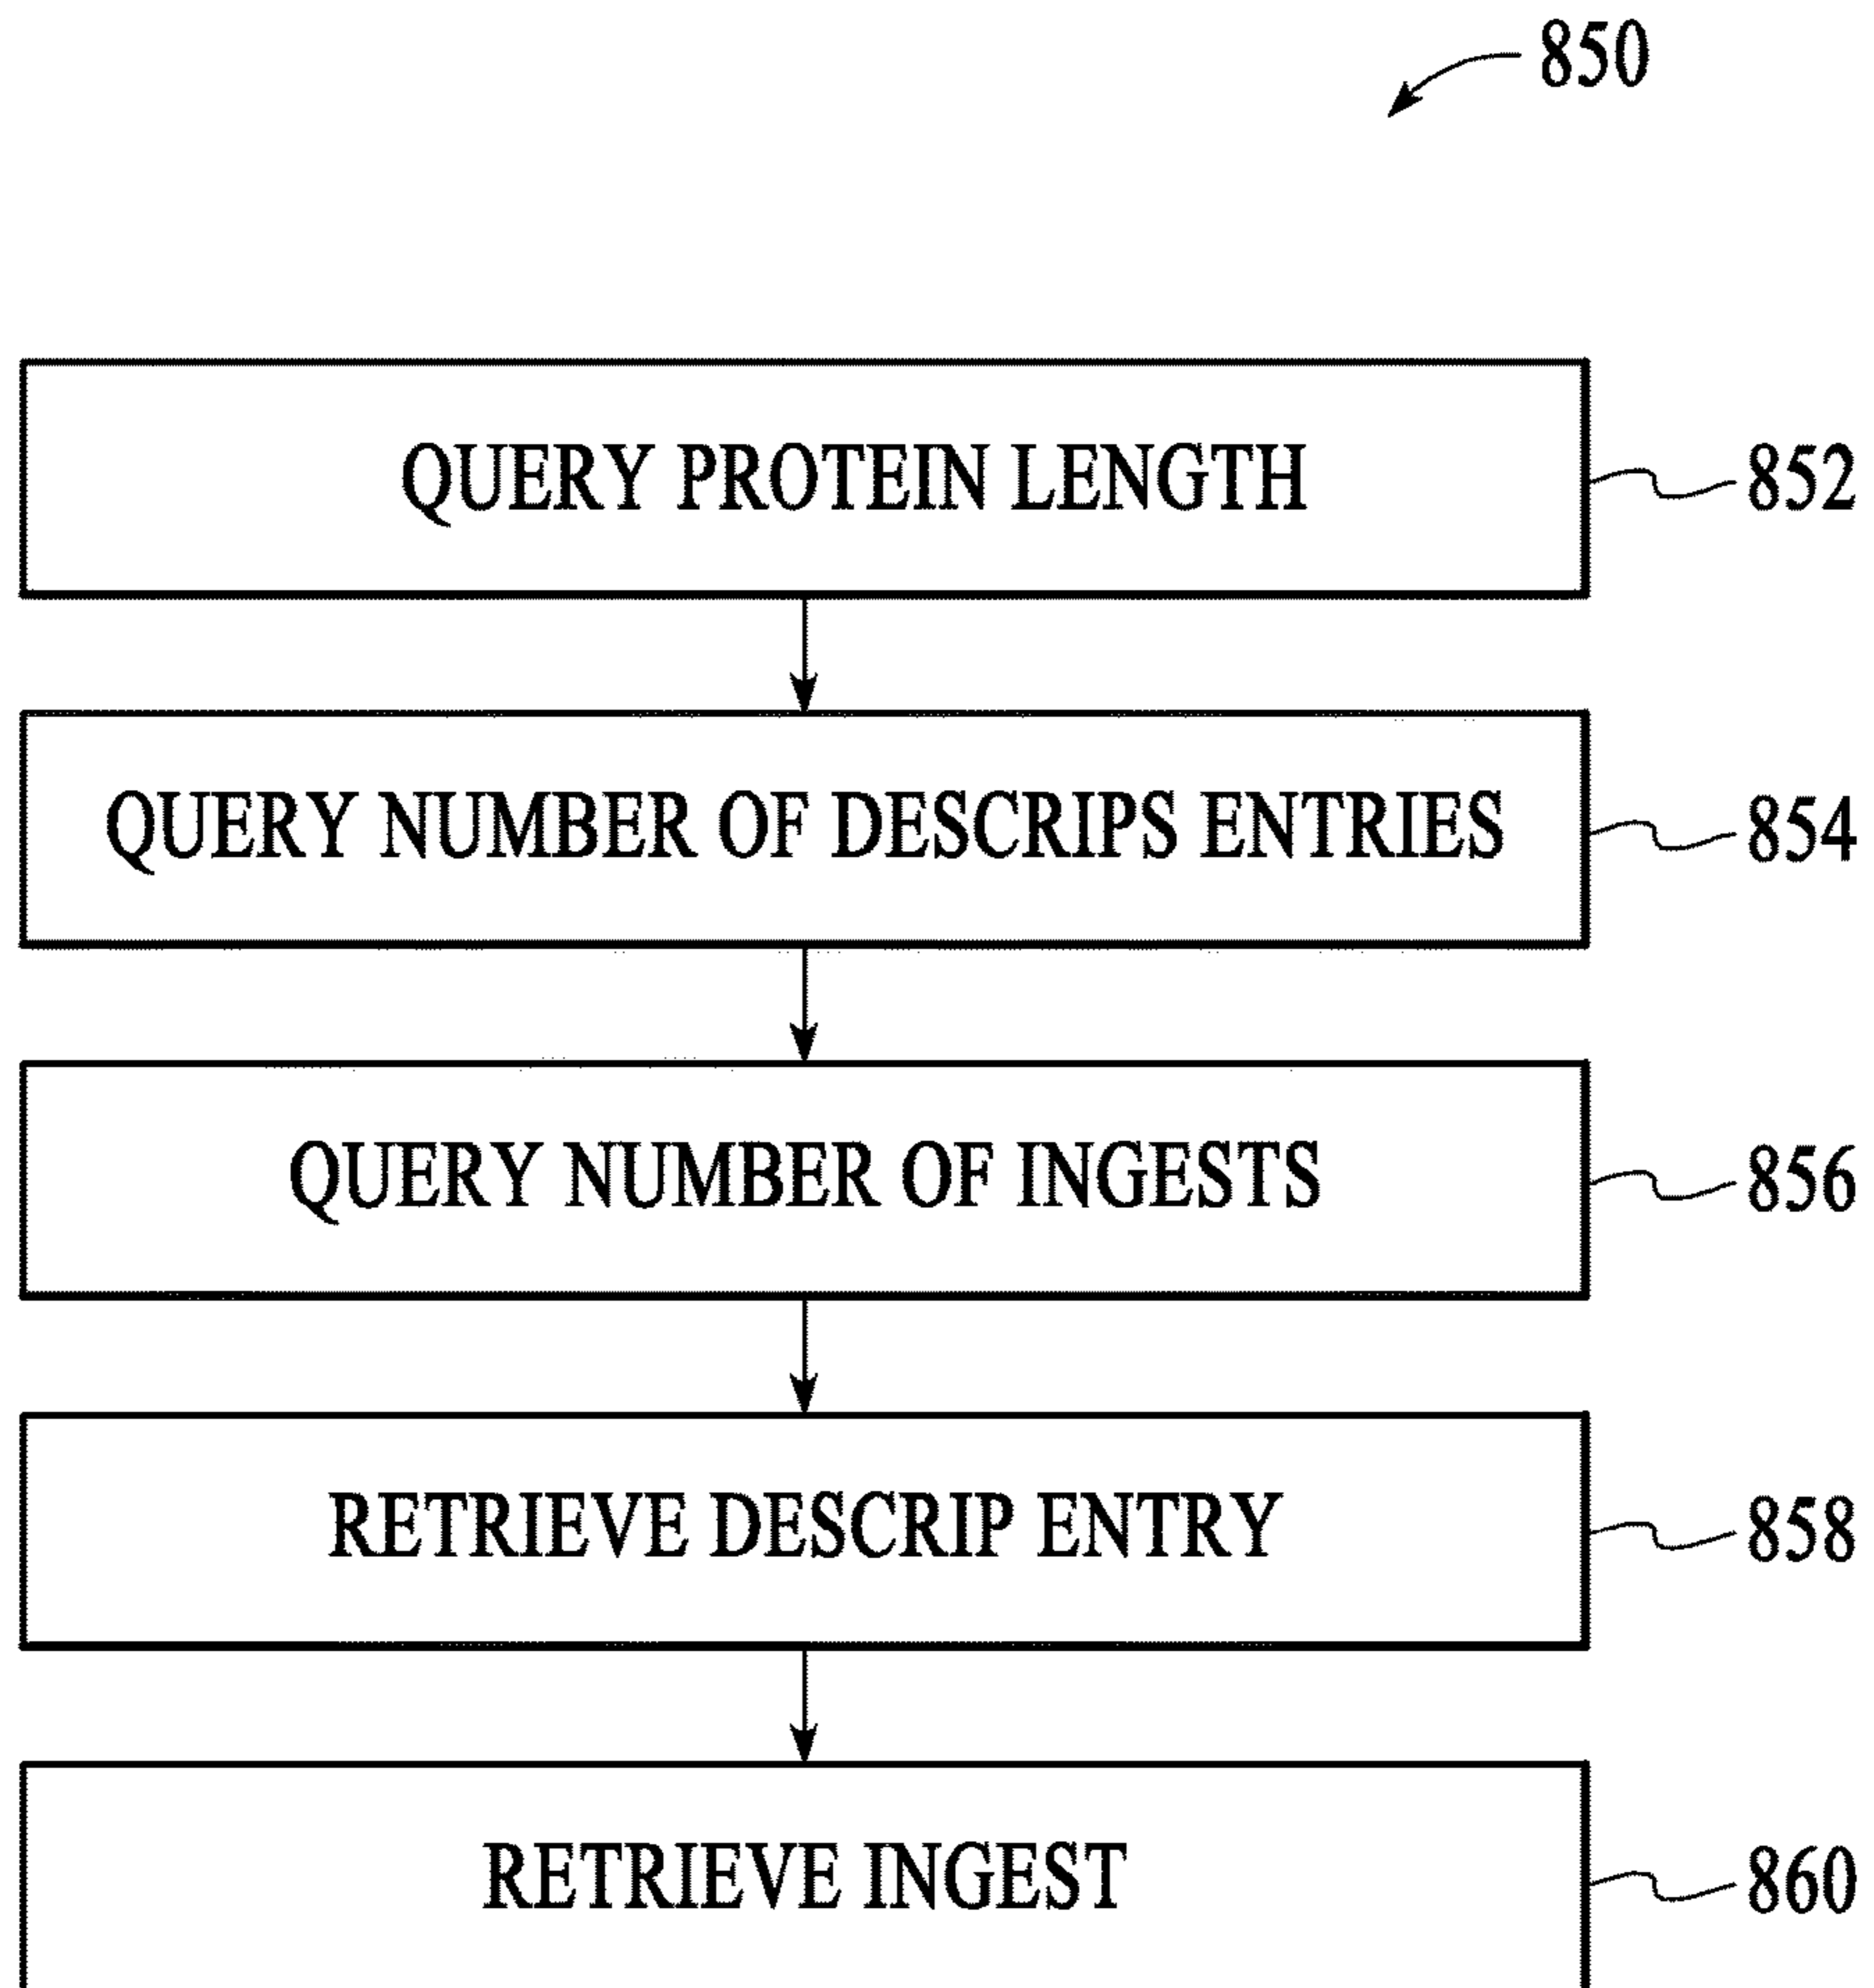 850
QUERY PROTEIN LENGTH
852
QUERY NUMBER OF DESCRIPS ENTRIES
854
QUERY NUMBER OF INGESTS
856
RETRIEVE DESCRIP ENTRY
858
RETRIEVE INGEST
860